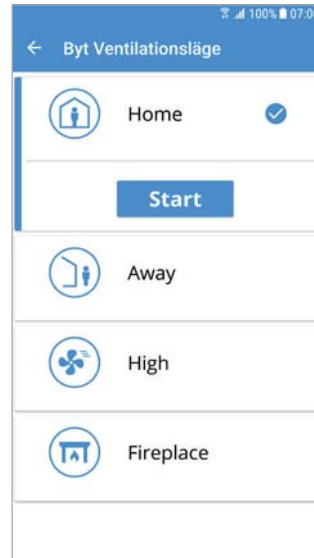 100% 07:0
Byt Ventilationsläge
Home
Start
Away
High
Fireplace